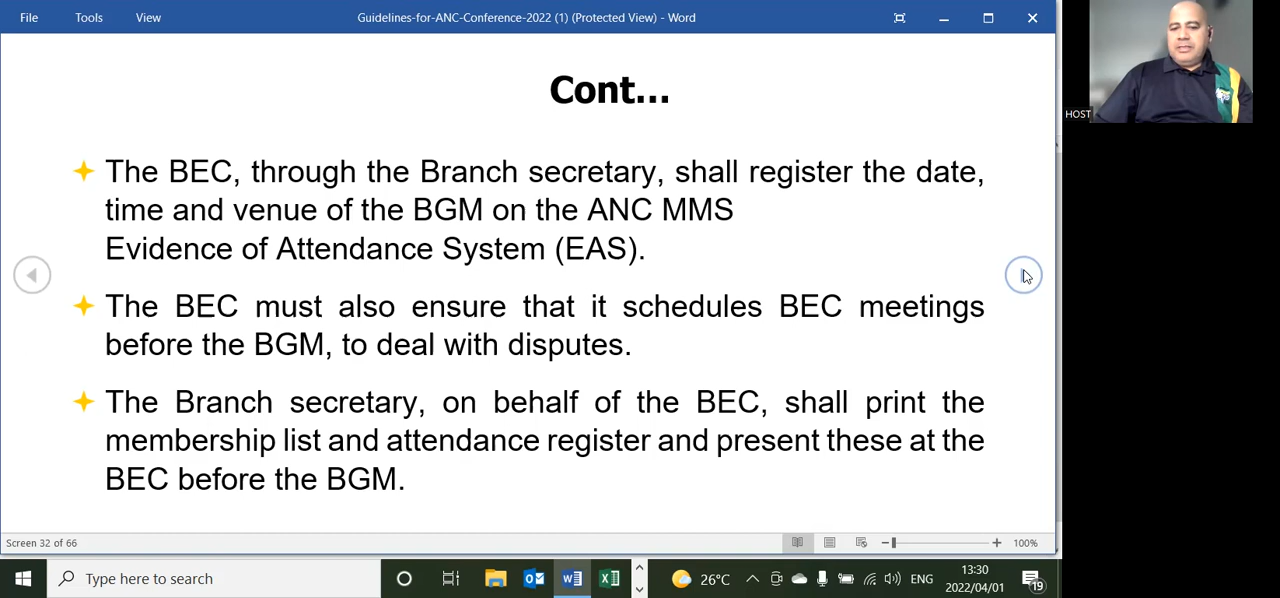 File Tools View Guidelines-for-ANC-Conference-2022 (1) (Protected View) - Word
HOST
Cont...
The BEC, through the Branch secretary, shall register the date,
time and venue of the BGM on the ANC MMS
Evidence of Attendance System (EAS).
The BEC must also ensure that it schedules BEC meetings
before the BGM, to deal with disputes.
The Branch secretary, on behalf of the BEC, shall print the
membership list and attendance register and present these at the
BEC before the BGM.
Screen 32 of 66 100%
Type here to search 26°C ENG 13:30
2022/04/01 19